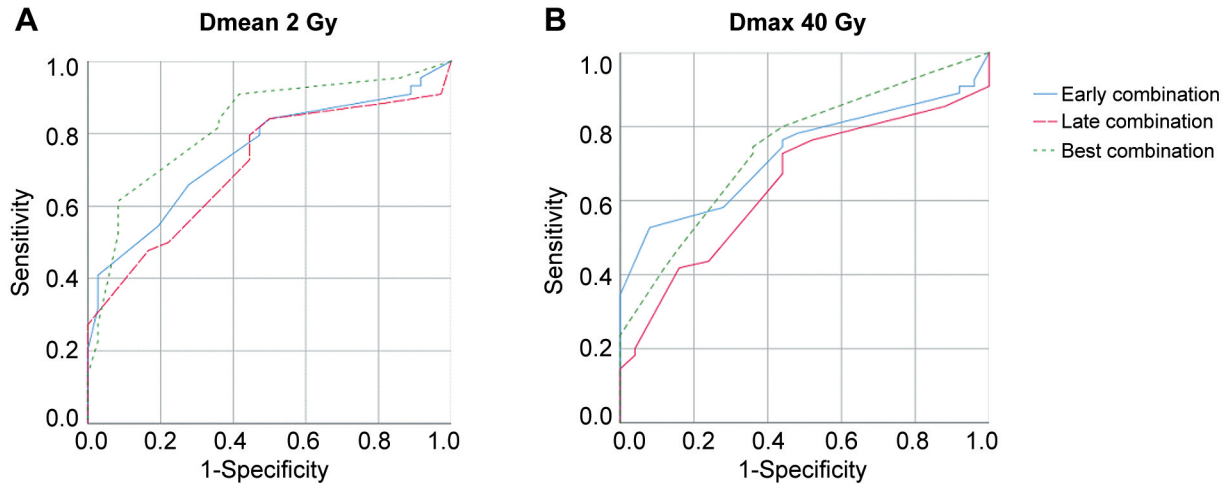 A
Dmean 2 Gy
1.0
0.8
0.6
0.4
0.2
0.0
Sensitivity
0.0 0.2 0.4 0.6 0.8 1.0
1-Specificity
B
Dmax 40 Gy
1.0
0.8
0.6
0.4
0.2
0.0
Sensitivity
0.0 0.2 0.4 0.6 0.8 1.0
1-Specificity
Early combination
Late combination
Best combination